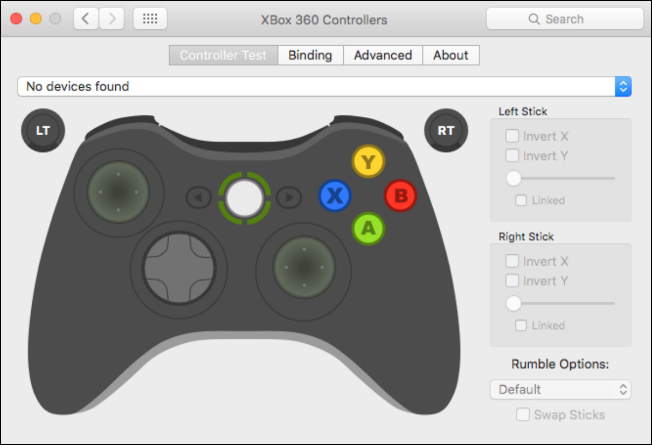 XBox 360 Controllers
Search
Controller Test
Binding
Advanced
About
No devices found
LT
RT
Y
X
B
A
Left Stick
Invert X
Invert Y
Linked
Right Stick
Invert X
Invert Y
Linked
Rumble Options:
Default
Swap Sticks